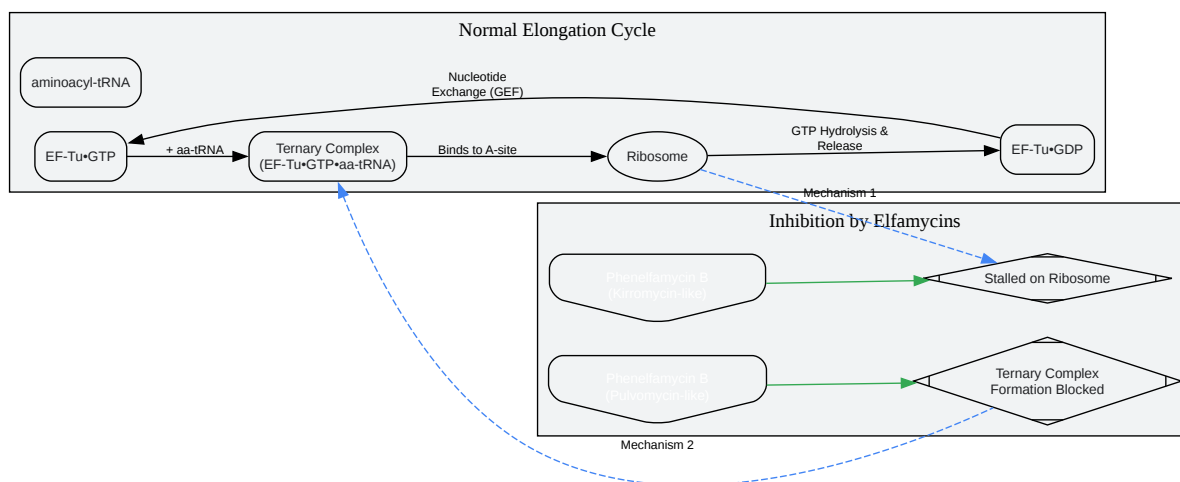 Normal Elongation Cycle
aminoacyl-tRNA
Nucleotide
Exchange (GEF)
EF-Tu•GTP
+ aa-tRNA
Ternary Complex
(EF-Tu•GTP•aa-tRNA)
Binds to A-site
Ribosome
GTP Hydrolysis &
Release
EF-Tu•GDP
Mechanism 1
Inhibition by Elfamycins
Phenelfamycin B
(Kirromycin-like)
Stalled on Ribosome
Phenelfamycin B
(Pulvomycin-like)
Ternary Complex
Formation Blocked
Mechanism 2